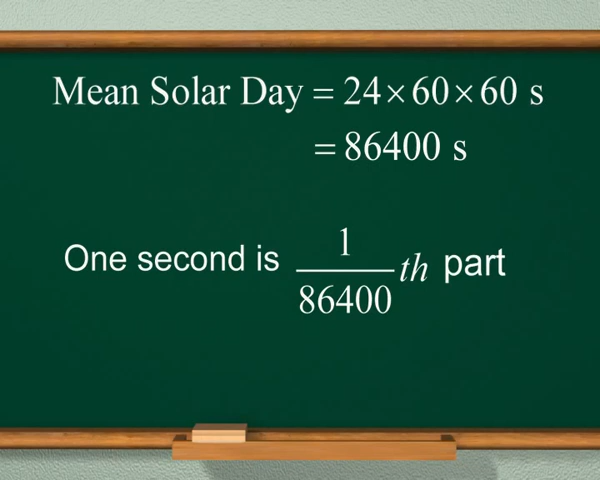 Mean Solar Day = 24×60×60 s
= 86400 s
One second is 1/86400 th part